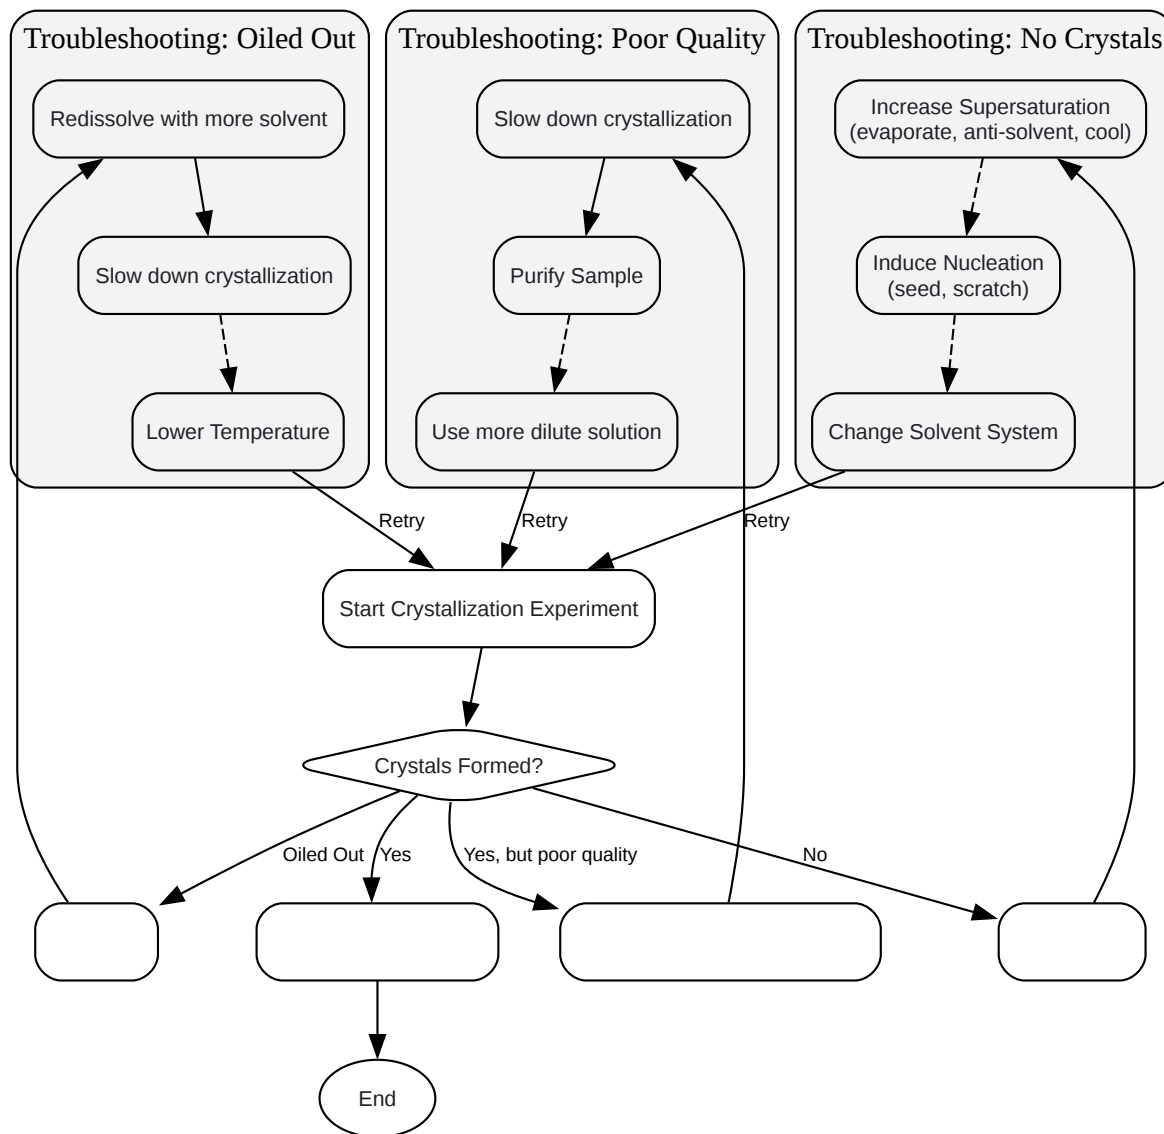 Troubleshooting: Oiled Out
Redissolve with more solvent
Slow down crystallization
Lower Temperature
Troubleshooting: Poor Quality
Slow down crystallization
Purify Sample
Use more dilute solution
Troubleshooting: No Crystals
Increase Supersaturation
(evaporate, anti-solvent, cool)
Induce Nucleation
(seed, scratch)
Change Solvent System
Retry
Retry
Retry
Start Crystallization Experiment
Crystals Formed?
Oiled Out
Yes
Yes, but poor quality
No
End